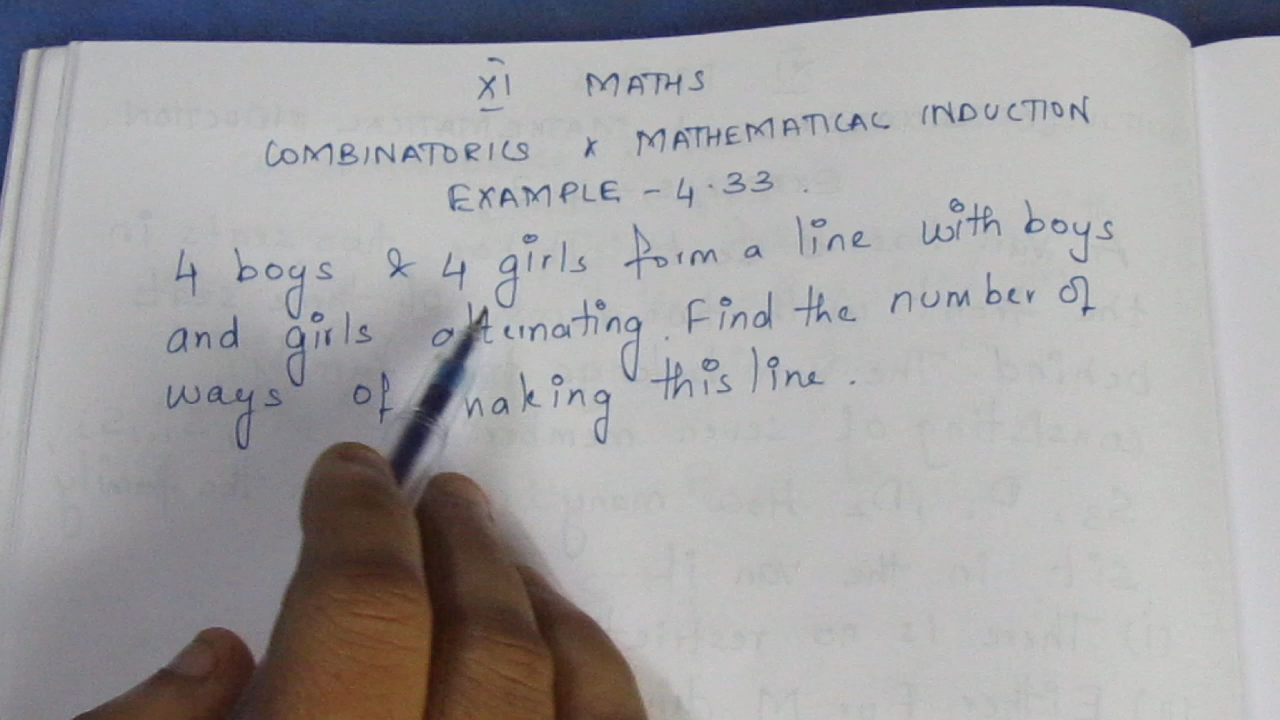 XI MATHS
COMBINATORICS & MATHEMATICAL INDUCTION
EXAMPLE - 4.33.
4 boys & 4 girls form a line with boys
and girls alternating. Find the number of
ways of making this line.